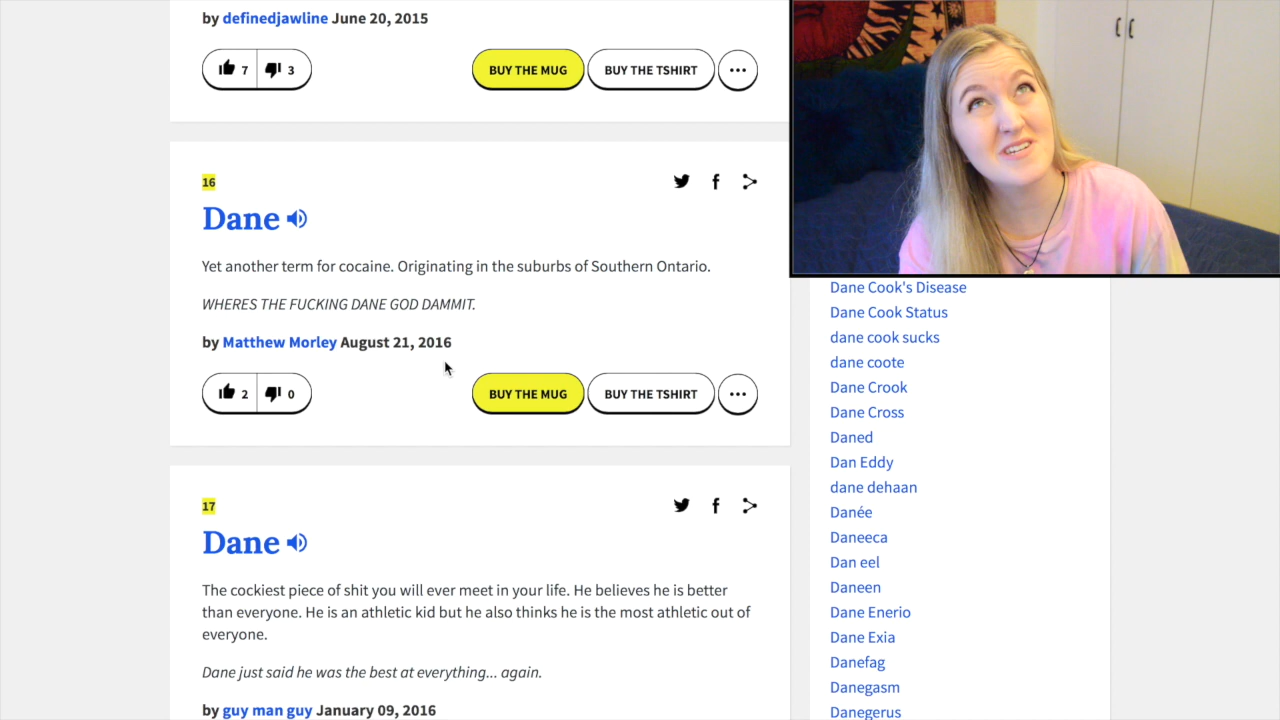 by definedjawline June 20, 2015
7 3 BUY THE MUG BUY THE TSHIRT
16
Dane
Yet another term for cocaine. Originating in the suburbs of Southern Ontario.
WHERES THE FUCKING DANE GOD DAMMIT.
by Matthew Morley August 21, 2016
2 0 BUY THE MUG BUY THE TSHIRT
17
Dane
The cockiest piece of shit you will ever meet in your life. He believes he is better
than everyone. He is an athletic kid but he also thinks he is the most athletic out of
everyone.
Dane just said he was the best at everything... again.
by guy man guy January 09, 2016
Dane Cook's Disease
Dane Cook Status
dane cook sucks
dane coote
Dane Crook
Dane Cross
Daned
Dan Eddy
dane dehaan
Danée
Daneeca
Dan eel
Daneen
Dane Enerio
Dane Exia
Danefag
Danegasm
Danegerus